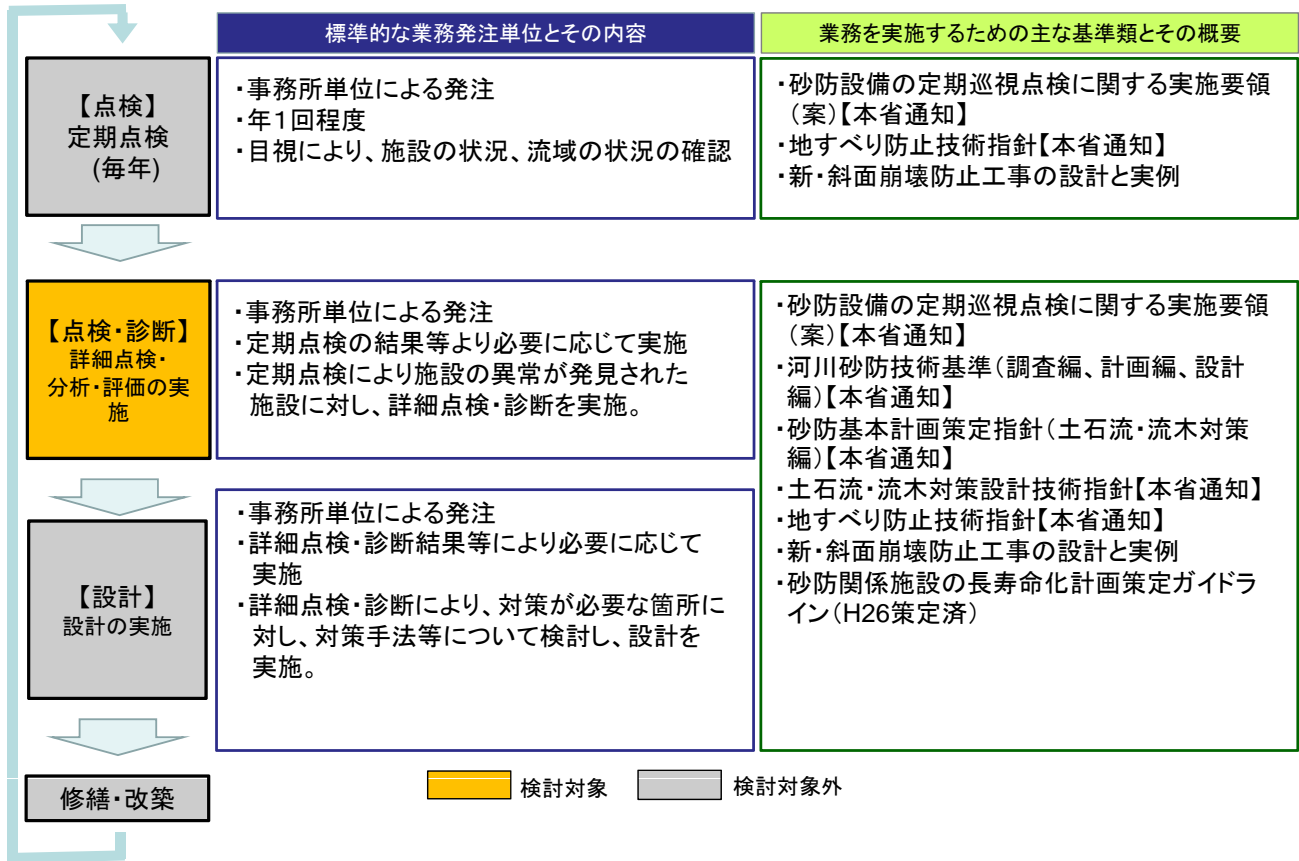 標準的な業務発注単位とその内容
業務を実施するための主な基準類とその概要
【点検】
定期点検
(毎年)
・事務所単位による発注
・年１回程度
・目視により、施設の状況、流域の状況の確認
・砂防設備の定期巡視点検に関する実施要領
（案）【本省通知】
・地すべり防止技術指針【本省通知】
・新・斜面崩壊防止工事の設計と実例
【点検・診断】
詳細点検・
分析・評価の実
施
・事務所単位による発注
・定期点検の結果等より必要に応じて実施
・定期点検により施設の異常が発見された
施設に対し、詳細点検・診断を実施。
・砂防設備の定期巡視点検に関する実施要領
（案）【本省通知】
・河川砂防技術基準（調査編、計画編、設計
編）【本省通知】
・砂防基本計画策定指針（土石流・流木対策
編）【本省通知】
・土石流・流木対策設計技術指針【本省通知】
・地すべり防止技術指針【本省通知】
・新・斜面崩壊防止工事の設計と実例
・砂防関係施設の長寿命化計画策定ガイドラ
イン（H26策定済）
【設計】
設計の実施
・事務所単位による発注
・詳細点検・診断結果等により必要に応じて
実施
・詳細点検・診断により、対策が必要な箇所に
対し、対策手法等について検討し、設計を
実施。
修繕・改築
検討対象
検討対象外